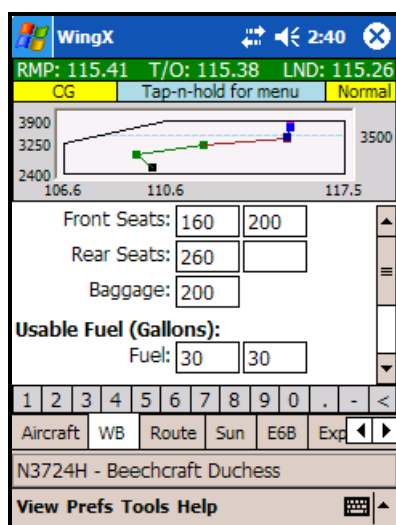 WingX 2:40
RMP: 115.41 T/O: 115.38 LND: 115.26
CG Tap-n-hold for menu Normal
3900
3250 3500
2400
106.6 110.6 117.5
Front Seats: 160 200
Rear Seats: 260
Baggage: 200
Usable Fuel (Gallons):
Fuel: 30 30
1 2 3 4 5 6 7 8 9 0 . - <
Aircraft WB Route Sun E6B Exp
N3724H - Beechcraft Duchess
View Prefs Tools Help